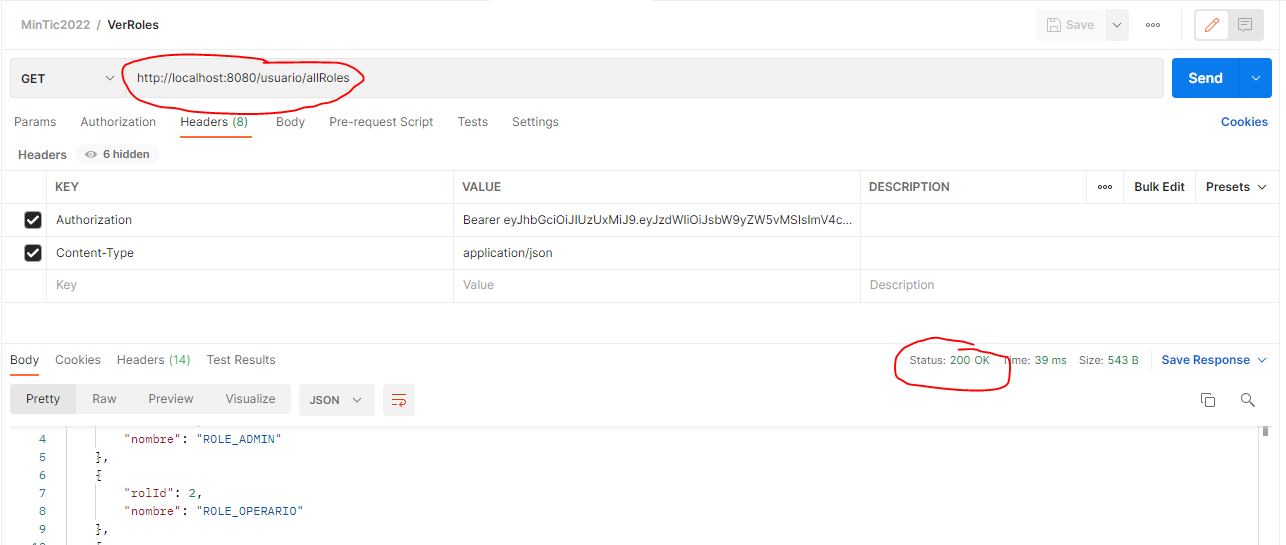 MinTic2022 / VerRoles
Save
GET http://localhost:8080/usuario/allRoles Send
Params Authorization Headers (8) Body Pre-request Script Tests Settings Cookies
Headers 6 hidden
KEY VALUE DESCRIPTION Bulk Edit Presets
Authorization Bearer eyJhbGciOiJIUzUxMiJ9.eyJzdWIiOiJsbW9yZW5vMSIsImV4c...
Content-Type application/json
Key Value Description
Body Cookies Headers (14) Test Results Status: 200 OK Time: 39 ms Size: 543 B Save Response
Pretty Raw Preview Visualize JSON
4 "nombre": "ROLE_ADMIN"
5 },
6 {
7 "rolId": 2,
8 "nombre": "ROLE_OPERARIO"
9 },